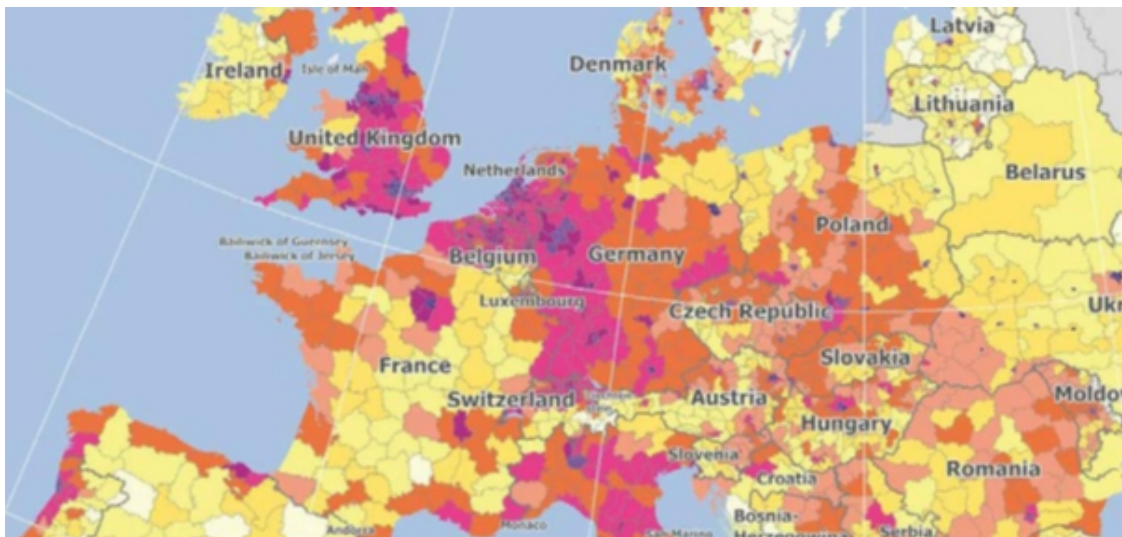 Latvia
Ireland
Isle of Man
Denmark
Lithuania
United Kingdom
Netherlands
Belarus
Poland
Bailiwick of Guernsey
Bailiwick of Jersey
Belgium
Germany
Luxembourg
Czech Republic
Ukr
France
Slovakia
Switzerland
Austria
Moldov
Hungary
Slovenia
Croatia
Romania
Andorra
Monaco
San Marino
Bosnia-
Herzegovina
Serbia